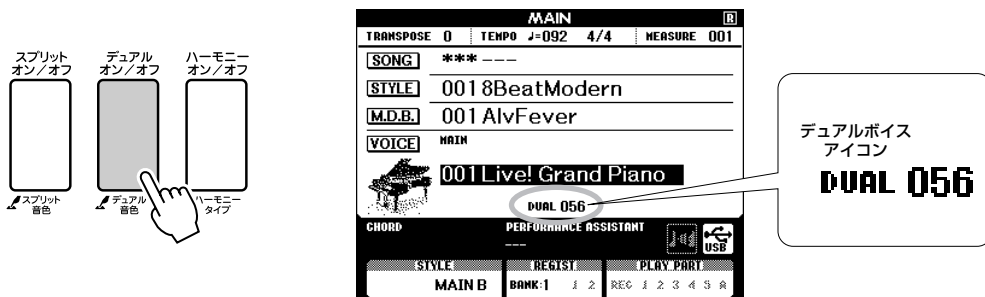 スプリット
オン／オフ
デュアル
オン／オフ
ハーモニー
オン／オフ
スプリット
音色
デュアル
音色
ハーモニー
タイプ
MAIN R
TRANSPOSE 0 TEMPO ♩=092 4/4 MEASURE 001
SONG *** ---
STYLE 001 8BeatModern
M.D.B. 001 AlvFever
VOICE MAIN
001 Live! Grand Piano
DUAL 056
CHORD PERFORMANCE ASSISTANT
---
USB
STYLE REGIST PLAY PART
MAIN B BANK:1 1 2 REC 1 2 3 4 5 A
デュアルボイス
アイコン
DUAL 056